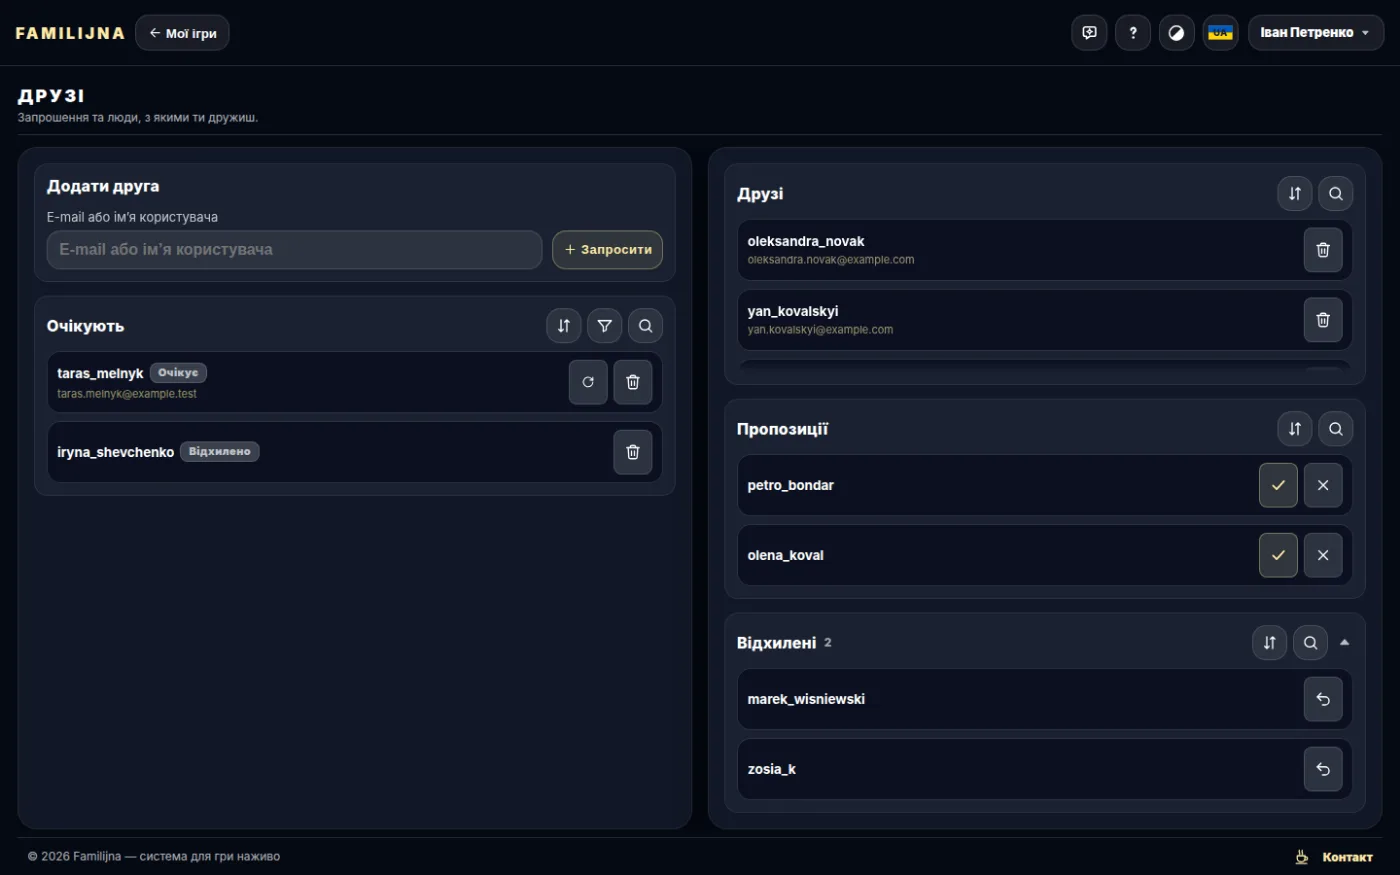 FAMILIJNA
← Мої ігри
?
UA
Іван Петренко
ДРУЗІ
Запрошення та люди, з якими ти дружиш.
Додати друга
E-mail або ім’я користувача
E-mail або ім’я користувача
+ Запросити
Очікують
taras_melnyk Очікує
taras.melnyk@example.test
iryna_shevchenko Відхилено
Друзі
oleksandra_novak
oleksandra.novak@example.com
yan_kovalskyi
yan.kovalskyi@example.com
Пропозиції
petro_bondar
olena_koval
Відхилені 2
marek_wisniewski
zosia_k
© 2026 Familijna — система для гри наживо
Контакт